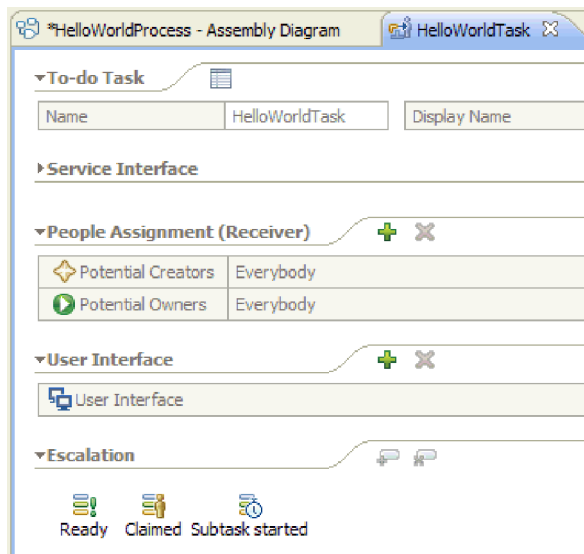 *HelloWorldProcess - Assembly Diagram HelloWorldTask
To-do Task
Name HelloWorldTask Display Name
Service Interface
People Assignment (Receiver)
Potential Creators Everybody
Potential Owners Everybody
User Interface
User Interface
Escalation
Ready Claimed Subtask started